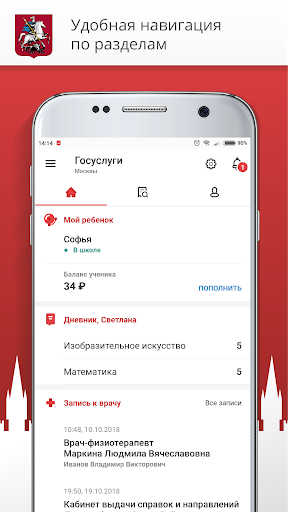 Удобная навигация
по разделам
14:14
90%
Госуслуги
Москвы
1
Мой ребенок
Софья
В школе
Баланс ученика
34 ₽
ПОПОЛНИТЬ
Дневник, Светлана
Изобразительное искусство 5
Математика 5
Запись к врачу
Все записи
10:48, 10.10.2018
Врач-физиотерапевт
Маркина Людмила Вячеславовна
Иванов Владимир Викторович
19:50, 19.10.2018
Кабинет выдачи справок и направлений